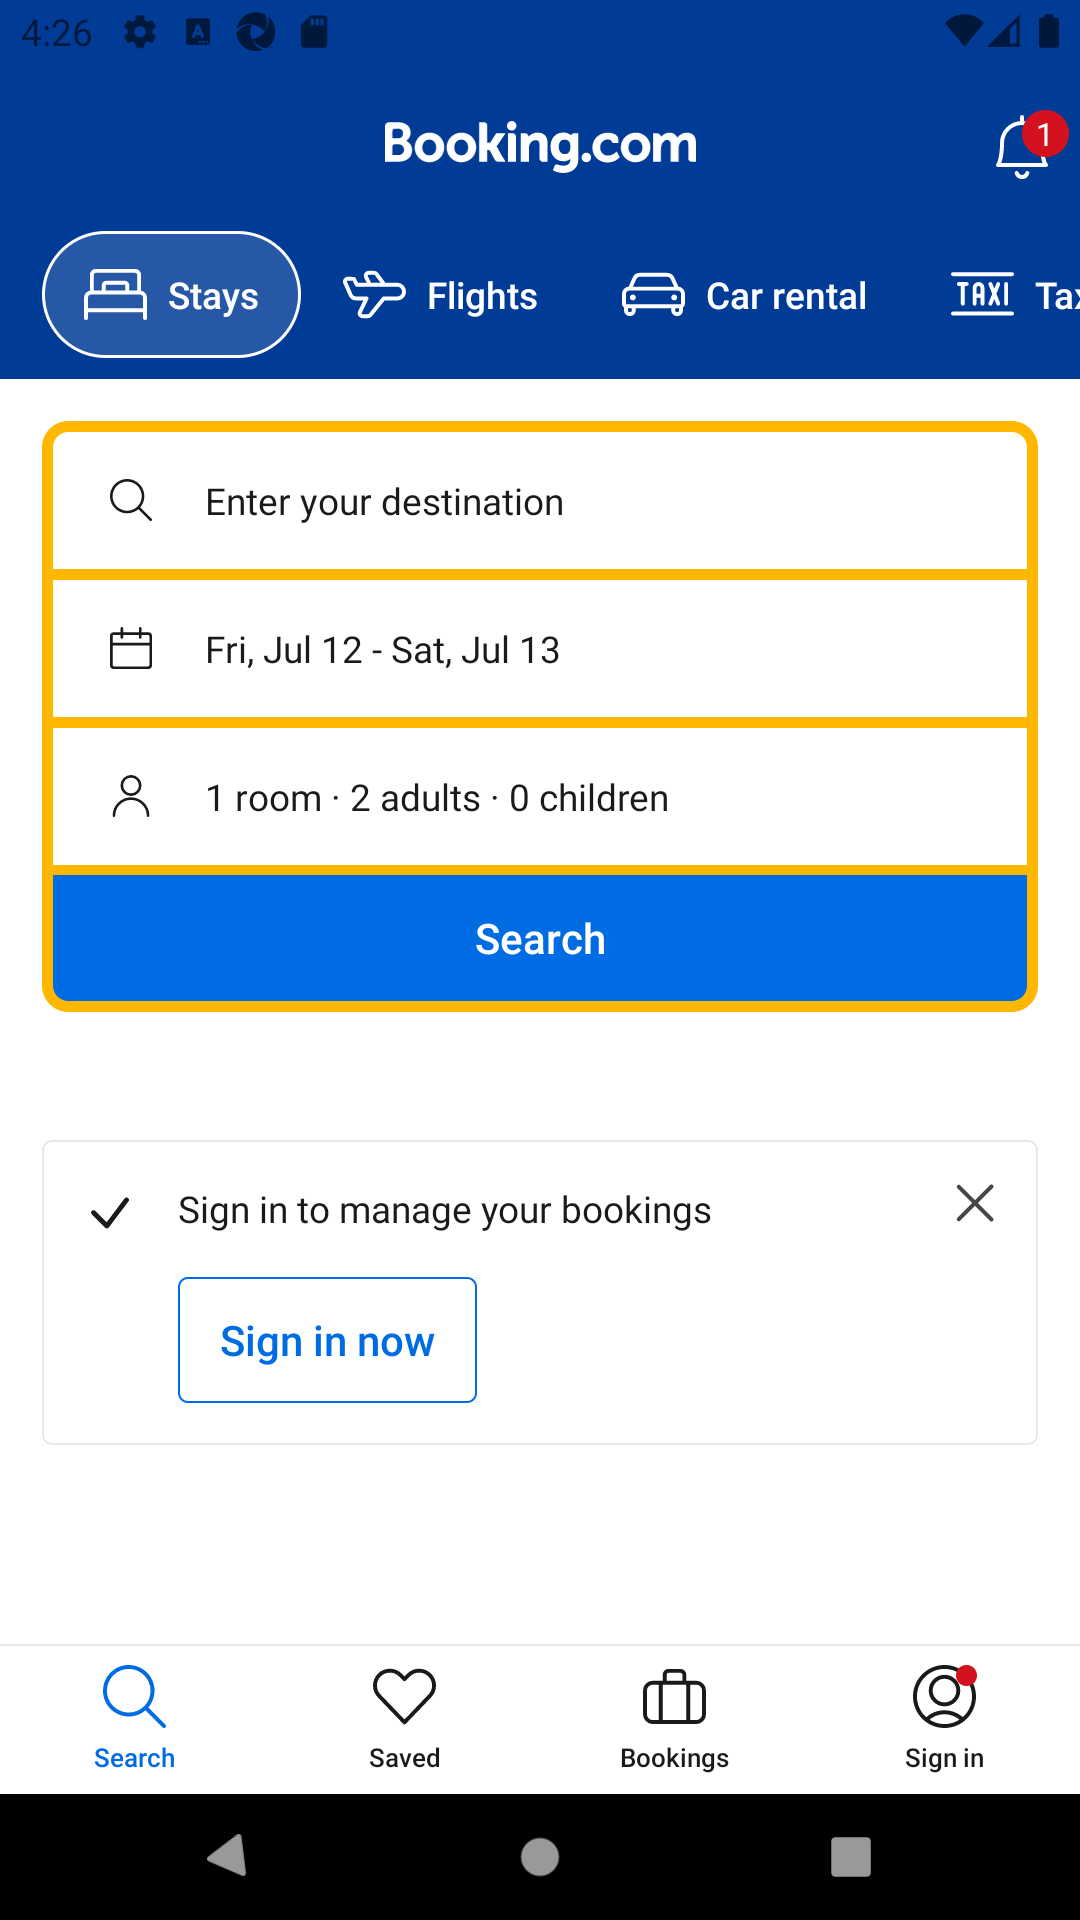 4:26
Booking.com
1
Stays
Flights
Car rental
TAXI
Enter your destination
Fri, Jul 12 - Sat, Jul 13
1 room · 2 adults · 0 children
Search
Sign in to manage your bookings
Sign in now
Search
Saved
Bookings
Sign in